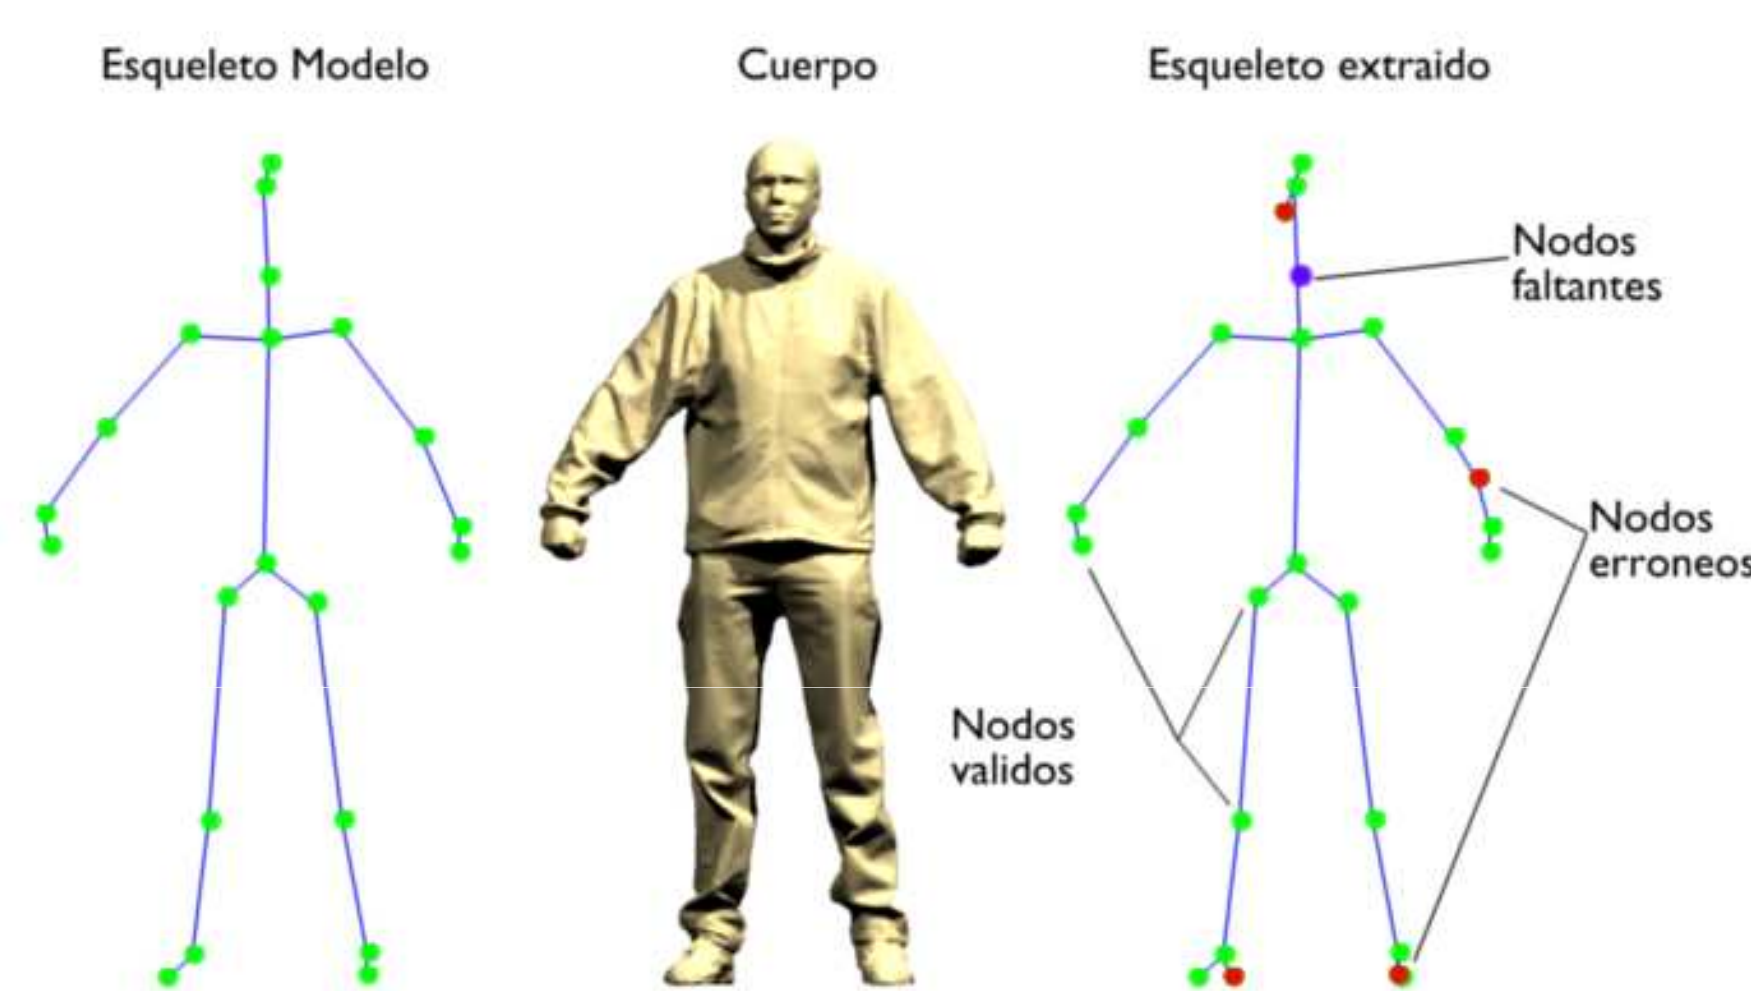 Esqueleto Modelo
Cuerpo
Esqueleto extraido
Nodos
faltantes
Nodos
erroneos
Nodos
validos